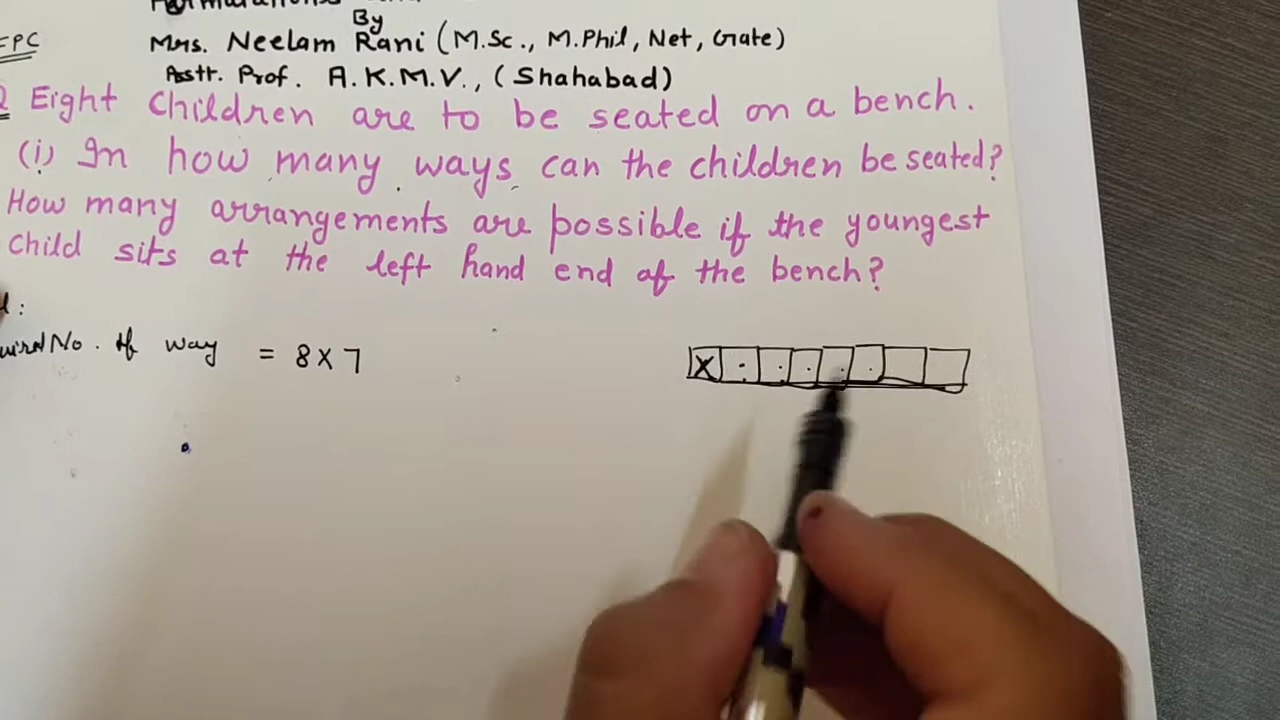 By
Mrs. Neelam Rani (M.Sc., M.Phil, Net, Gate)
Asstt. Prof. A.K.M.V., (Shahabad)
Eight Children are to be seated on a bench.
(i) In how many ways can the children be seated?
How many arrangements are possible if the youngest
Child sits at the left hand end of the bench?
No. of way = 8 x 7
X